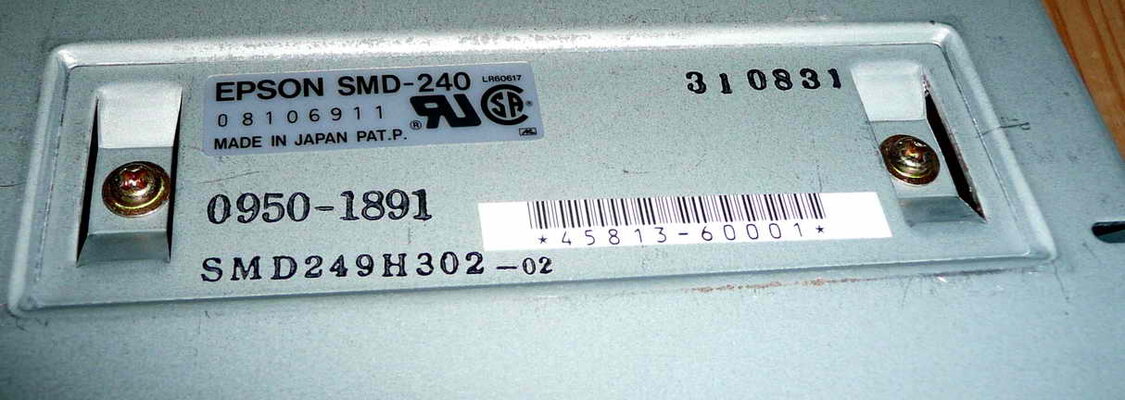 EPSON SMD-240 LR60617
08106911
MADE IN JAPAN PAT.P.
310831
0950-1891
*45813-60001*
SMD249H302-02